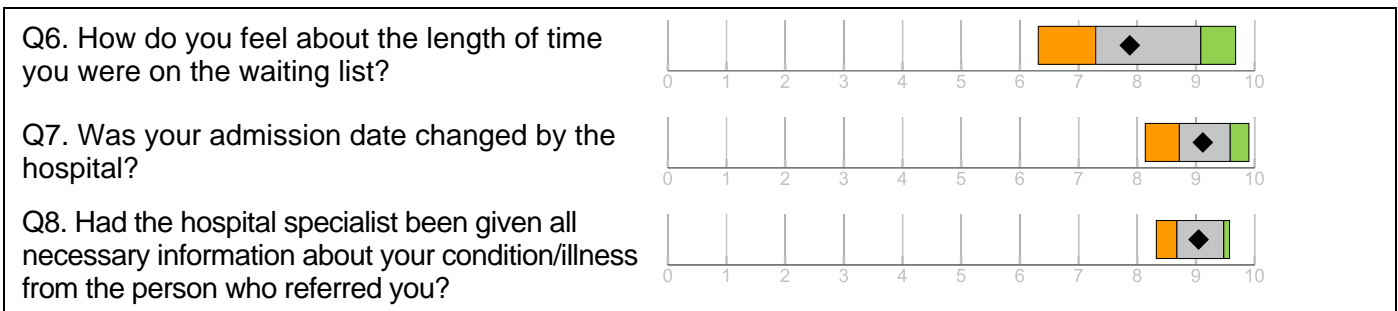 Q6. How do you feel about the length of time
you were on the waiting list?
0 1 2 3 4 5 6 7 8 9 10
Q7. Was your admission date changed by the
hospital?
0 1 2 3 4 5 6 7 8 9 10
Q8. Had the hospital specialist been given all
necessary information about your condition/illness
from the person who referred you?
0 1 2 3 4 5 6 7 8 9 10